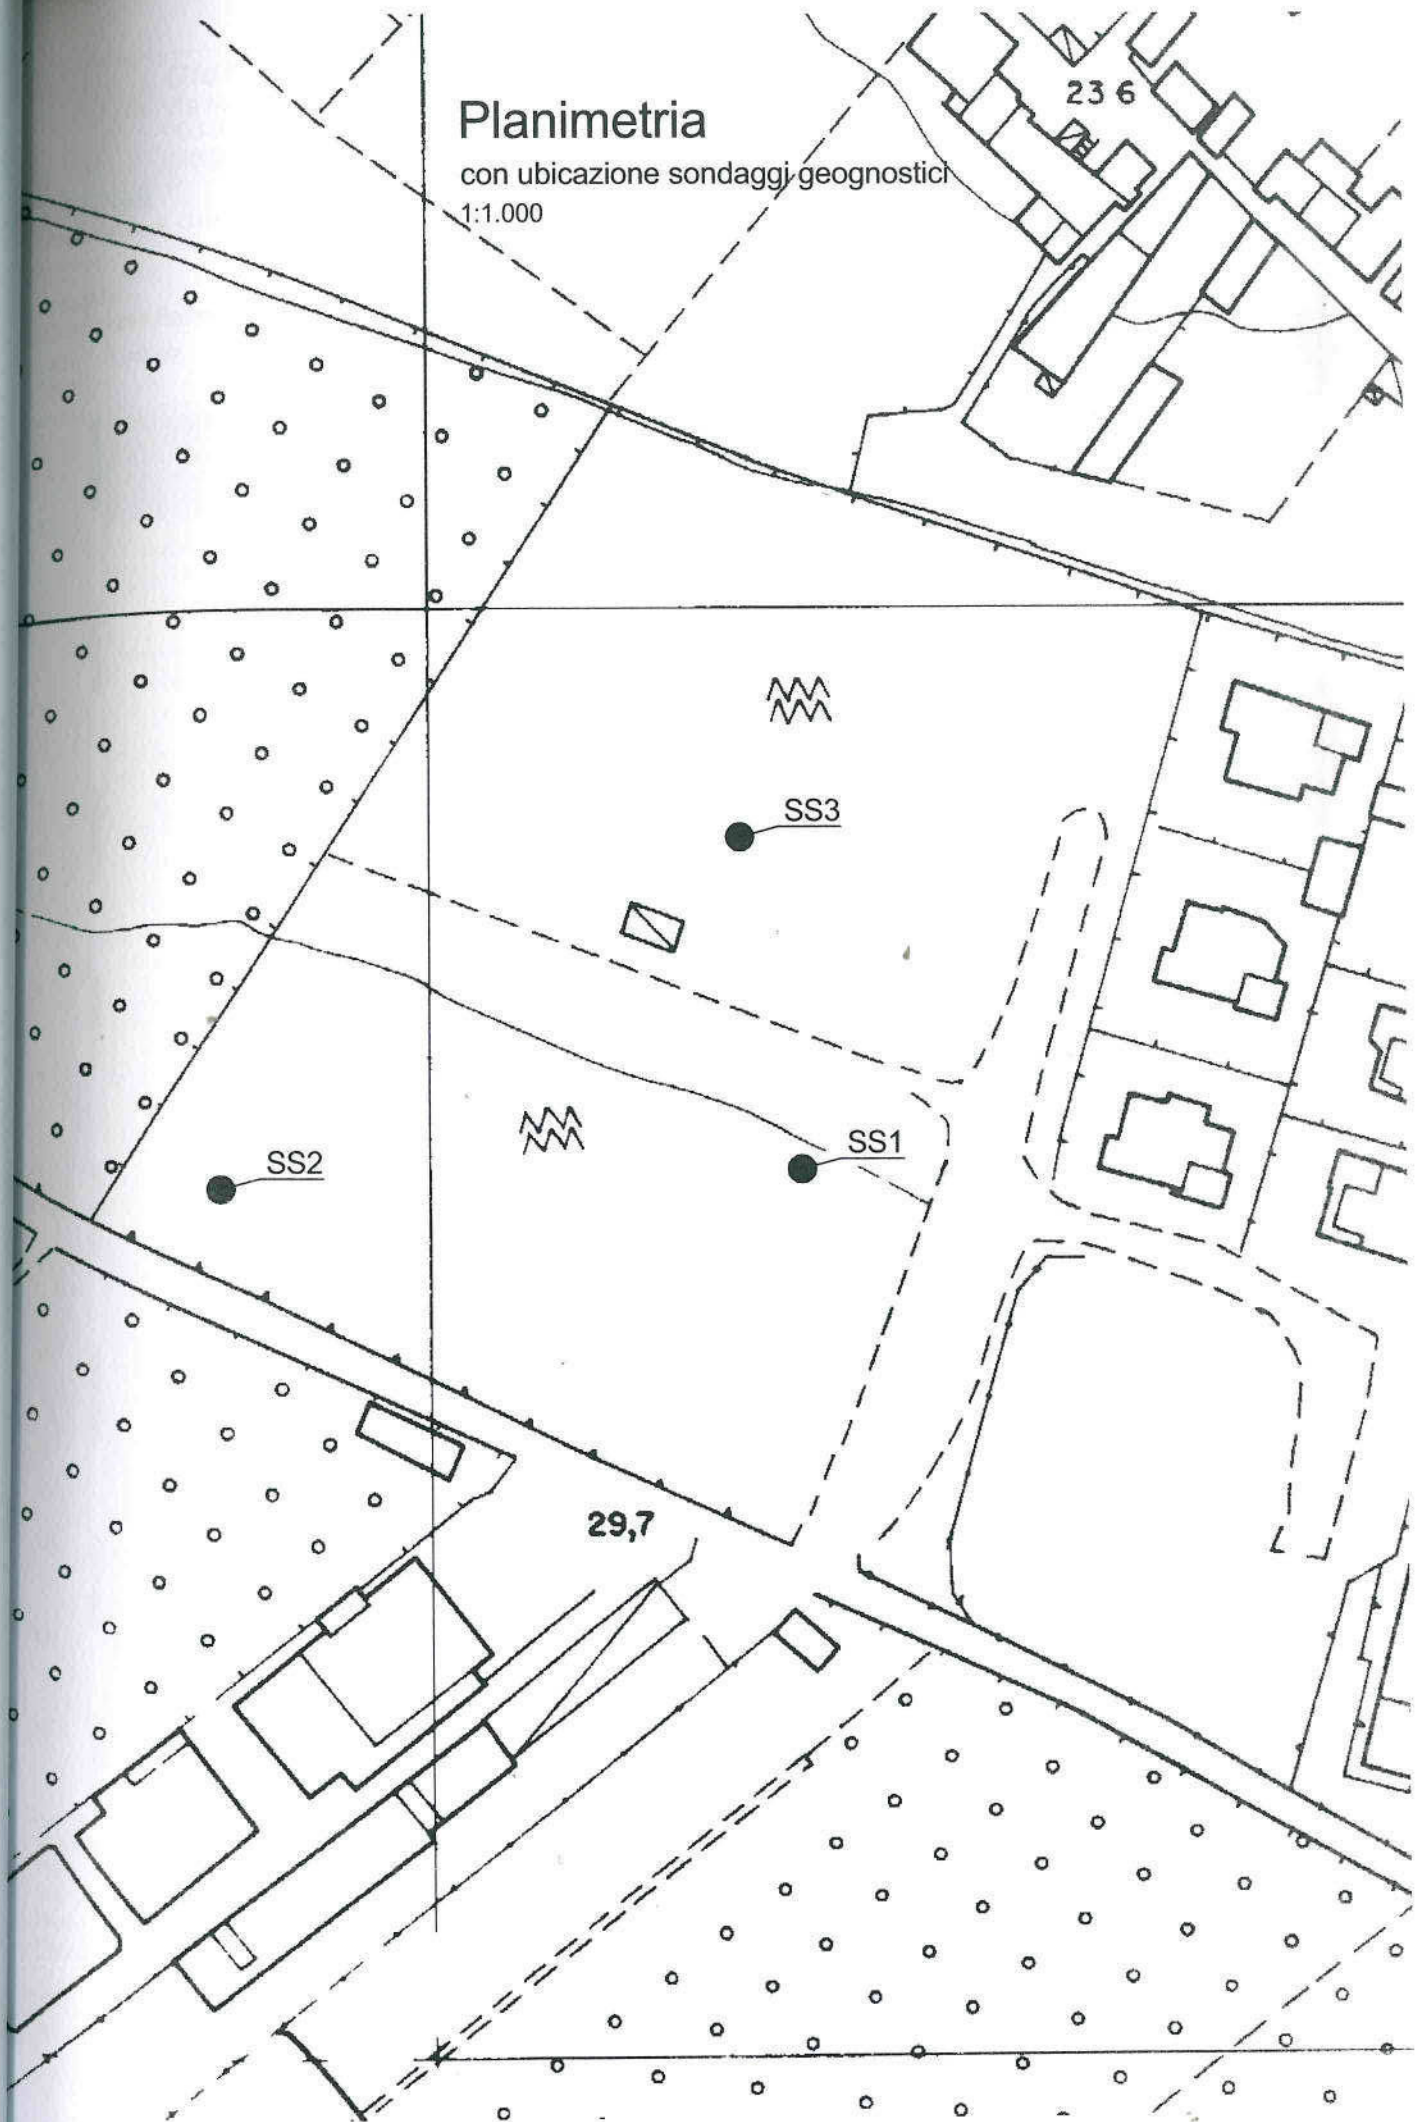 Planimetria
con ubicazione sondaggi geognostici
1:1.000
23 6
SS3
SS1
SS2
29,7